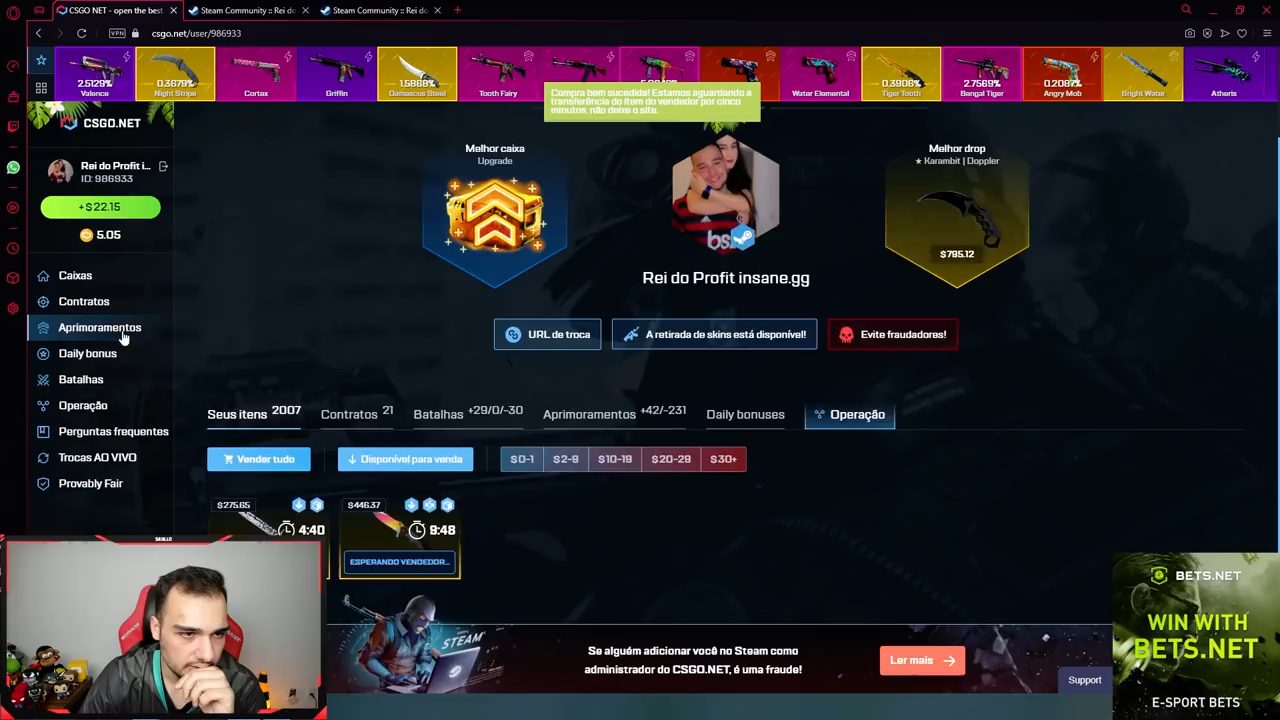 CSGO NET - open the best
Steam Community :: Rei do
Steam Community :: Rei do
VPN
csgo.net/user/986933
2.5129%
Valence
0.3679%
Night Stripe
Cortex
Griffin
1.5868%
Damascus Steel
Tooth Fairy
Water Elemental
0.3906%
Tiger Tooth
2.7569%
Bengal Tiger
0.2087%
Angry Mob
Bright Water
Atheris
Compra bem sucedida! Estamos aguardando a
transferência do item do vendedor por cinco
minutos, não deixe o site.
CSGO.NET
Rei do Profit i...
ID: 986933
+$22.15
5.05
Caixas
Contratos
Aprimoramentos
Daily bonus
Batalhas
Operação
Perguntas frequentes
Trocas AO VIVO
Provably Fair
Melhor caixa
Upgrade
Melhor drop
★ Karambit | Doppler
$795.12
Rei do Profit insane.gg
URL de troca
A retirada de skins está disponível!
Evite fraudadores!
Seus itens 2007
Contratos 21
Batalhas +29/0/-30
Aprimoramentos +42/-231
Daily bonuses
Operação
Vender tudo
Disponível para venda
$0-1
$2-9
$10-19
$20-29
$30+
$275.65
4:40
$446.37
9:48
ESPERANDO VENDEDOR...
STEAM
Se alguém adicionar você no Steam como
administrador do CSGO.NET, é uma fraude!
Ler mais
Support
BETS.NET
WIN WITH
BETS.NET
E-SPORT BETS